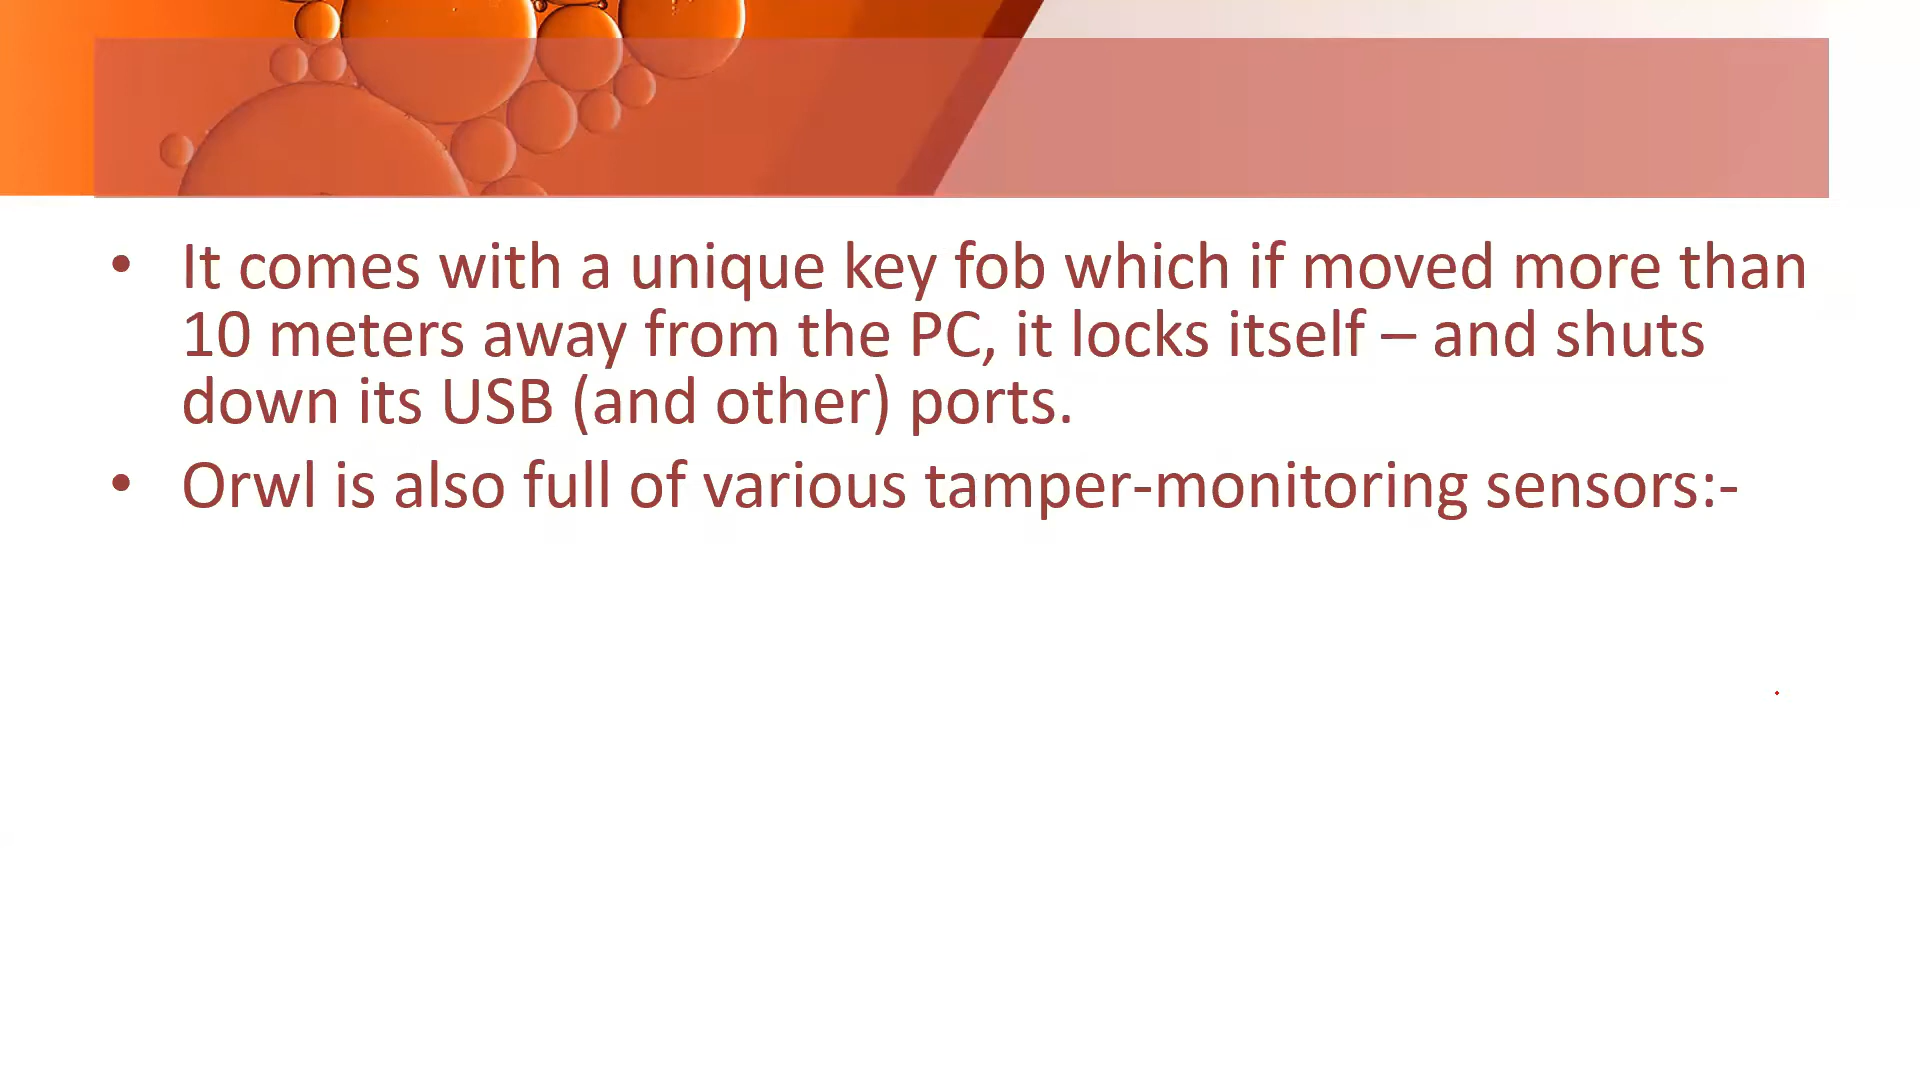 • It comes with a unique key fob which if moved more than
10 meters away from the PC, it locks itself – and shuts
down its USB (and other) ports.
• Orwl is also full of various tamper-monitoring sensors:-